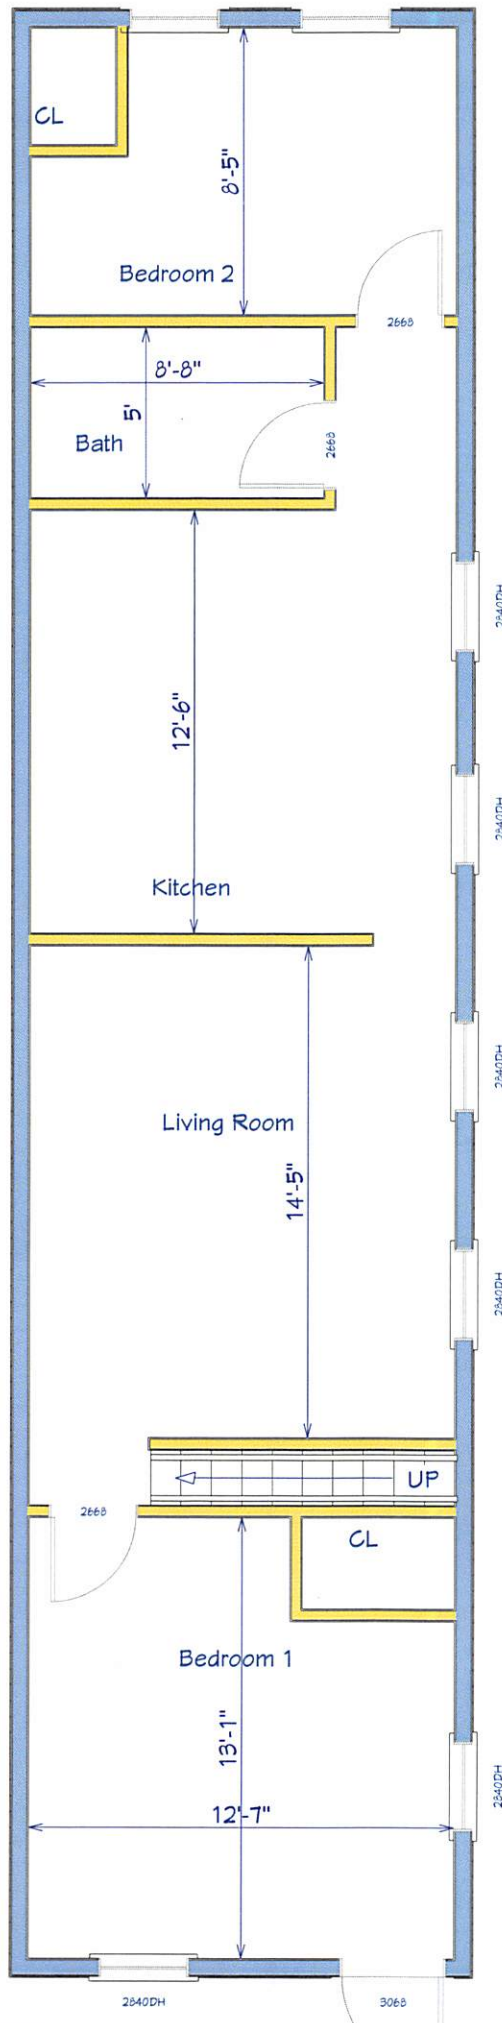 CL
8'-5"
Bedroom 2
2668
8'-8"
5'
Bath
2668
2840DH
12'-6"
2840DH
Kitchen
2840DH
Living Room
14'-5"
2840DH
UP
2668
CL
Bedroom 1
13'-1"
2840DH
12'-7"
2840DH
3068